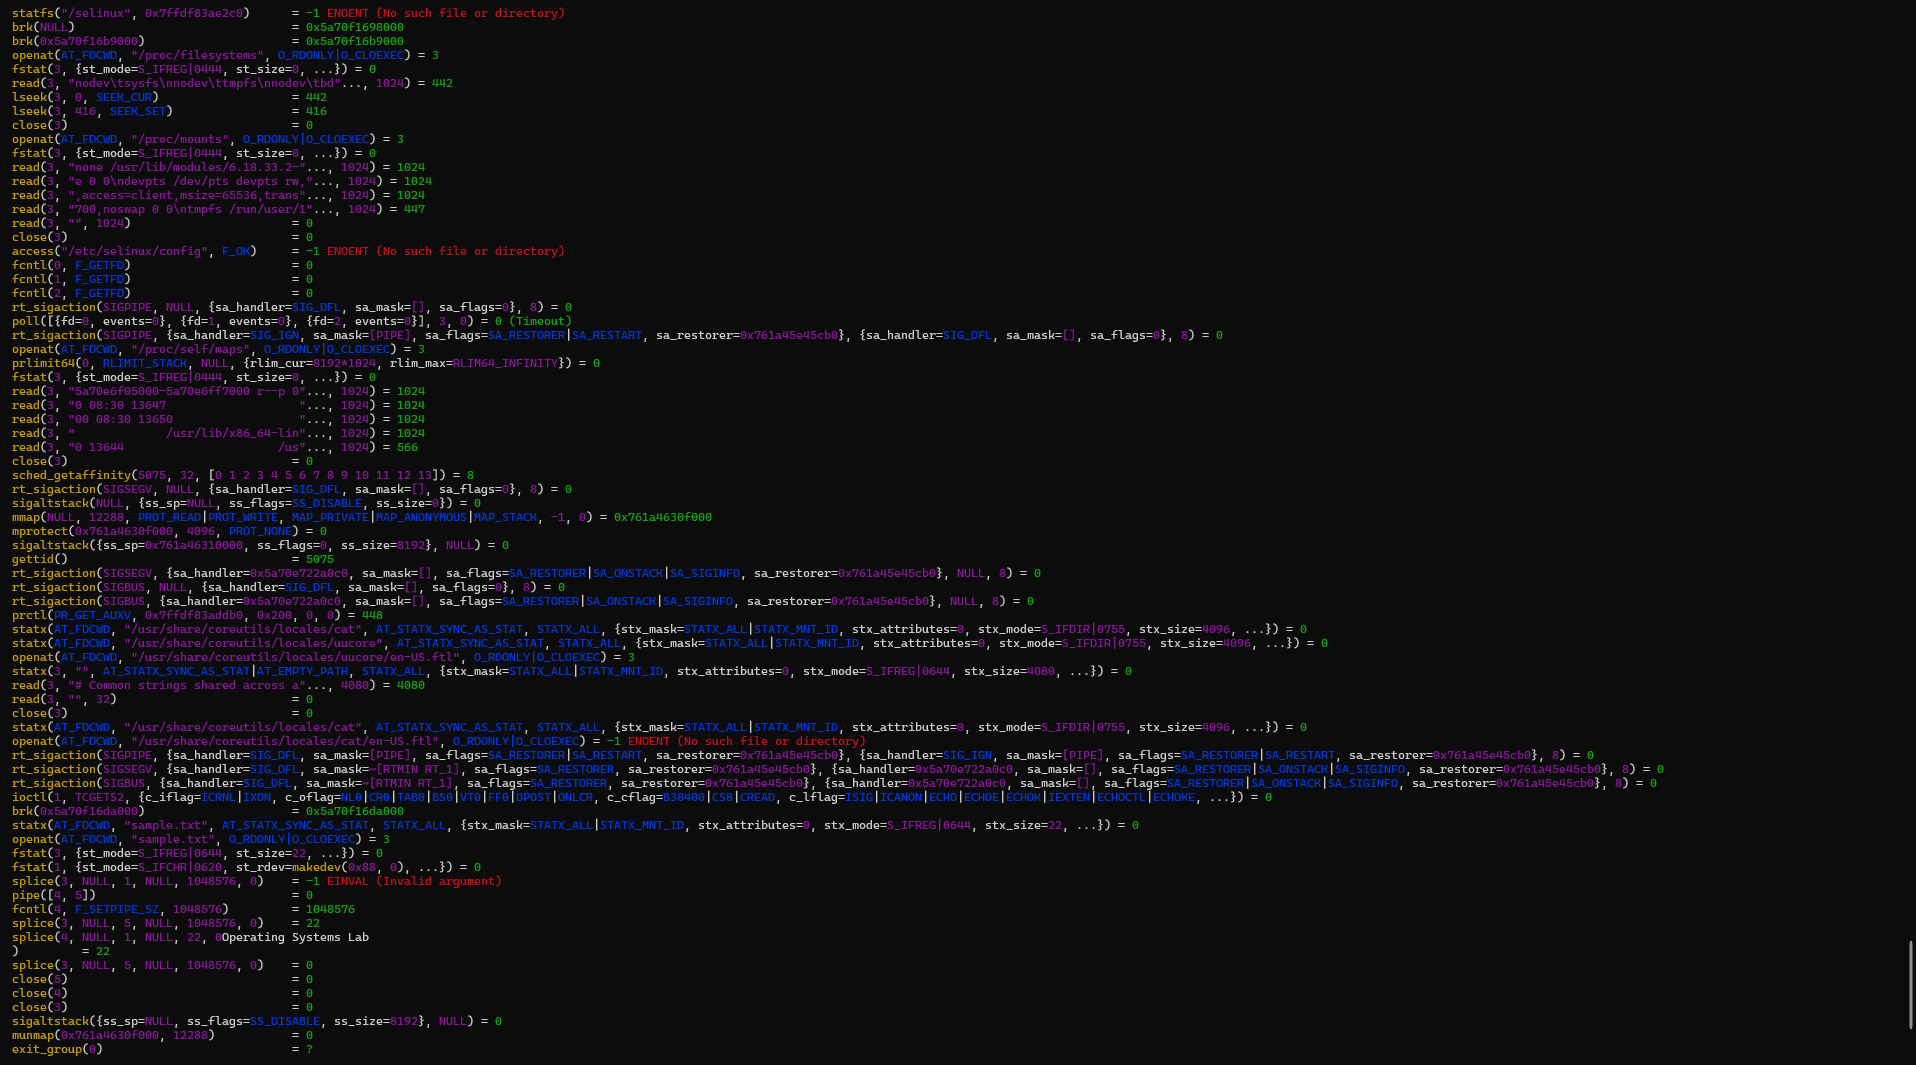 statfs("/selinux", 0x7ffdf83ae2c0)      = -1 ENOENT (No such file or directory)
brk(NULL)                               = 0x5a70f1698000
brk(0x5a70f16b9000)                     = 0x5a70f16b9000
openat(AT_FDCWD, "/proc/filesystems", O_RDONLY|O_CLOEXEC) = 3
fstat(3, {st_mode=S_IFREG|0444, st_size=0, ...}) = 0
read(3, "nodev\tsysfs\nnodev\ttmpfs\nnodev\tbd"..., 1024) = 442
lseek(3, 0, SEEK_CUR)                   = 442
lseek(3, 416, SEEK_SET)                 = 416
close(3)                                = 0
openat(AT_FDCWD, "/proc/mounts", O_RDONLY|O_CLOEXEC) = 3
fstat(3, {st_mode=S_IFREG|0444, st_size=0, ...}) = 0
read(3, "none /usr/lib/modules/6.18.33.2-"..., 1024) = 1024
read(3, "e 0 0\ndevpts /dev/pts devpts rw,"..., 1024) = 1024
read(3, ",access=client,msize=65536,trans"..., 1024) = 1024
read(3, "700,noswap 0 0\ntmpfs /run/user/1"..., 1024) = 447
read(3, "", 1024)                       = 0
close(3)                                = 0
access("/etc/selinux/config", F_OK)     = -1 ENOENT (No such file or directory)
fcntl(0, F_GETFD)                       = 0
fcntl(1, F_GETFD)                       = 0
fcntl(2, F_GETFD)                       = 0
rt_sigaction(SIGPIPE, NULL, {sa_handler=SIG_DFL, sa_mask=[], sa_flags=0}, 8) = 0
poll([{fd=0, events=0}, {fd=1, events=0}, {fd=2, events=0}], 3, 0) = 0 (Timeout)
rt_sigaction(SIGPIPE, {sa_handler=SIG_IGN, sa_mask=[PIPE], sa_flags=SA_RESTORER|SA_RESTART, sa_restorer=0x761a45e45cb0}, {sa_handler=SIG_DFL, sa_mask=[], sa_flags=0}, 8) = 0
openat(AT_FDCWD, "/proc/self/maps", O_RDONLY|O_CLOEXEC) = 3
prlimit64(0, RLIMIT_STACK, NULL, {rlim_cur=8192*1024, rlim_max=RLIM64_INFINITY}) = 0
fstat(3, {st_mode=S_IFREG|0444, st_size=0, ...}) = 0
read(3, "5a70e6f05000-5a70e6ff7000 r--p 0"..., 1024) = 1024
read(3, "0 08:30 13647                   "..., 1024) = 1024
read(3, "00 08:30 13650                  "..., 1024) = 1024
read(3, "             /usr/lib/x86_64-lin"..., 1024) = 1024
read(3, "0 13644                      /us"..., 1024) = 566
close(3)                                = 0
sched_getaffinity(5075, 32, [0 1 2 3 4 5 6 7 8 9 10 11 12 13]) = 8
rt_sigaction(SIGSEGV, NULL, {sa_handler=SIG_DFL, sa_mask=[], sa_flags=0}, 8) = 0
sigaltstack(NULL, {ss_sp=NULL, ss_flags=SS_DISABLE, ss_size=0}) = 0
mmap(NULL, 12288, PROT_READ|PROT_WRITE, MAP_PRIVATE|MAP_ANONYMOUS|MAP_STACK, -1, 0) = 0x761a4630f000
mprotect(0x761a4630f000, 4096, PROT_NONE) = 0
sigaltstack({ss_sp=0x761a46310000, ss_flags=0, ss_size=8192}, NULL) = 0
gettid()                                = 5075
rt_sigaction(SIGSEGV, {sa_handler=0x5a70e722a0c0, sa_mask=[], sa_flags=SA_RESTORER|SA_ONSTACK|SA_SIGINFO, sa_restorer=0x761a45e45cb0}, NULL, 8) = 0
rt_sigaction(SIGBUS, NULL, {sa_handler=SIG_DFL, sa_mask=[], sa_flags=0}, 8) = 0
rt_sigaction(SIGBUS, {sa_handler=0x5a70e722a0c0, sa_mask=[], sa_flags=SA_RESTORER|SA_ONSTACK|SA_SIGINFO, sa_restorer=0x761a45e45cb0}, NULL, 8) = 0
prctl(PR_GET_AUXV, 0x7ffdf83addb0, 0x200, 0, 0) = 448
statx(AT_FDCWD, "/usr/share/coreutils/locales/cat", AT_STATX_SYNC_AS_STAT, STATX_ALL, {stx_mask=STATX_ALL|STATX_MNT_ID, stx_attributes=0, stx_mode=S_IFDIR|0755, stx_size=4096, ...}) = 0
statx(AT_FDCWD, "/usr/share/coreutils/locales/uucore", AT_STATX_SYNC_AS_STAT, STATX_ALL, {stx_mask=STATX_ALL|STATX_MNT_ID, stx_attributes=0, stx_mode=S_IFDIR|0755, stx_size=4096, ...}) = 0
openat(AT_FDCWD, "/usr/share/coreutils/locales/uucore/en-US.ftl", O_RDONLY|O_CLOEXEC) = 3
statx(3, "", AT_STATX_SYNC_AS_STAT|AT_EMPTY_PATH, STATX_ALL, {stx_mask=STATX_ALL|STATX_MNT_ID, stx_attributes=0, stx_mode=S_IFREG|0644, stx_size=4080, ...}) = 0
read(3, "# Common strings shared across a"..., 4080) = 4080
read(3, "", 32)                         = 0
close(3)                                = 0
statx(AT_FDCWD, "/usr/share/coreutils/locales/cat", AT_STATX_SYNC_AS_STAT, STATX_ALL, {stx_mask=STATX_ALL|STATX_MNT_ID, stx_attributes=0, stx_mode=S_IFDIR|0755, stx_size=4096, ...}) = 0
openat(AT_FDCWD, "/usr/share/coreutils/locales/cat/en-US.ftl", O_RDONLY|O_CLOEXEC) = -1 ENOENT (No such file or directory)
rt_sigaction(SIGPIPE, {sa_handler=SIG_DFL, sa_mask=[PIPE], sa_flags=SA_RESTORER|SA_RESTART, sa_restorer=0x761a45e45cb0}, {sa_handler=SIG_IGN, sa_mask=[PIPE], sa_flags=SA_RESTORER|SA_RESTART, sa_restorer=0x761a45e45cb0}, 8) = 0
rt_sigaction(SIGSEGV, {sa_handler=SIG_DFL, sa_mask=~[RTMIN RT_1], sa_flags=SA_RESTORER, sa_restorer=0x761a45e45cb0}, {sa_handler=0x5a70e722a0c0, sa_mask=[], sa_flags=SA_RESTORER|SA_ONSTACK|SA_SIGINFO, sa_restorer=0x761a45e45cb0}, 8) = 0
rt_sigaction(SIGBUS, {sa_handler=SIG_DFL, sa_mask=~[RTMIN RT_1], sa_flags=SA_RESTORER, sa_restorer=0x761a45e45cb0}, {sa_handler=0x5a70e722a0c0, sa_mask=[], sa_flags=SA_RESTORER|SA_ONSTACK|SA_SIGINFO, sa_restorer=0x761a45e45cb0}, 8) = 0
ioctl(1, TCGETS2, {c_iflag=ICRNL|IXON, c_oflag=NL0|CR0|TAB0|BS0|VT0|FF0|OPOST|ONLCR, c_cflag=B38400|CS8|CREAD, c_lflag=ISIG|ICANON|ECHO|ECHOE|ECHOK|IEXTEN|ECHOCTL|ECHOKE, ...}) = 0
brk(0x5a70f16da000)                     = 0x5a70f16da000
statx(AT_FDCWD, "sample.txt", AT_STATX_SYNC_AS_STAT, STATX_ALL, {stx_mask=STATX_ALL|STATX_MNT_ID, stx_attributes=0, stx_mode=S_IFREG|0644, stx_size=22, ...}) = 0
openat(AT_FDCWD, "sample.txt", O_RDONLY|O_CLOEXEC) = 3
fstat(3, {st_mode=S_IFREG|0644, st_size=22, ...}) = 0
fstat(1, {st_mode=S_IFCHR|0620, st_rdev=makedev(0x88, 0), ...}) = 0
splice(3, NULL, 1, NULL, 1048576, 0)    = -1 EINVAL (Invalid argument)
pipe([4, 5])                            = 0
fcntl(4, F_SETPIPE_SZ, 1048576)         = 1048576
splice(3, NULL, 5, NULL, 1048576, 0)    = 22
splice(4, NULL, 1, NULL, 22, 0Operating Systems Lab
)         = 22
splice(3, NULL, 5, NULL, 1048576, 0)    = 0
close(5)                                = 0
close(4)                                = 0
close(3)                                = 0
sigaltstack({ss_sp=NULL, ss_flags=SS_DISABLE, ss_size=8192}, NULL) = 0
munmap(0x761a4630f000, 12288)           = 0
exit_group(0)                           = ?